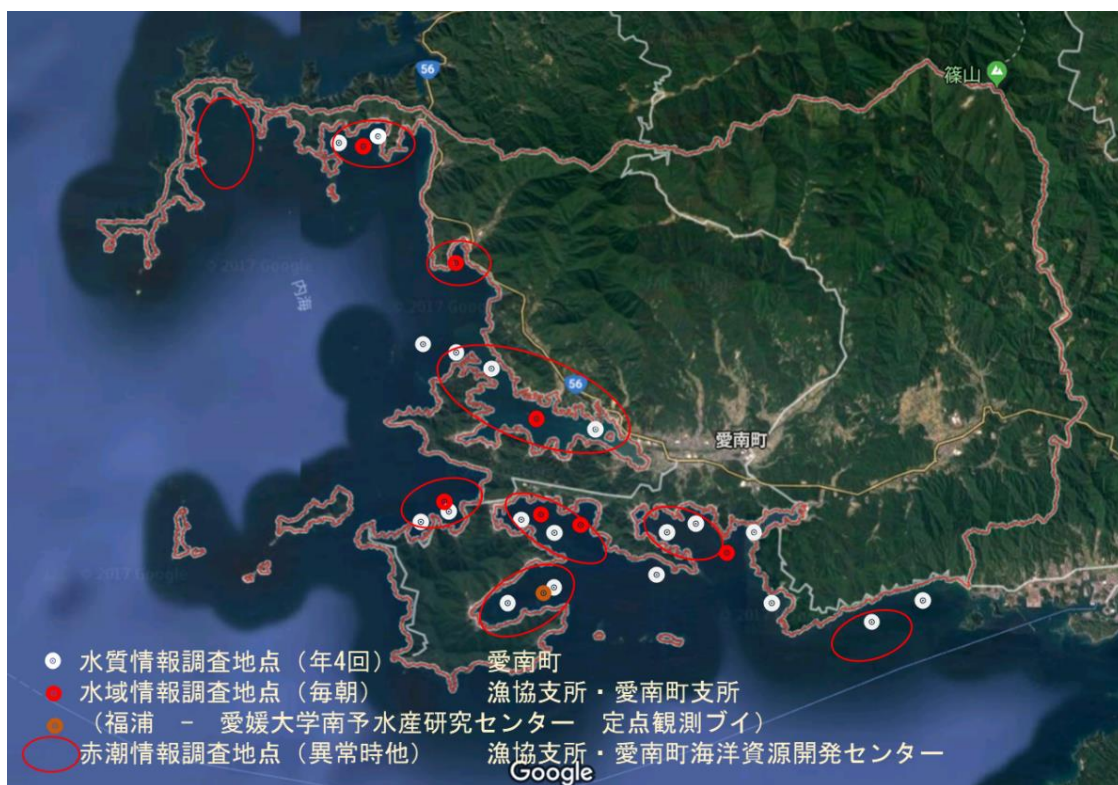 56
篠山
© 2017 Google
内海
© 2017 Google
56
愛南町
© 2017 Google
© 2017
水質情報調査地点（年4回） 愛南町
水域情報調査地点（毎朝） 漁協支所・愛南町支所
（福浦 － 愛媛大学南予水産研究センター 定点観測ブイ）
赤潮情報調査地点（異常時他） 漁協支所・愛南町海洋資源開発センター
Google